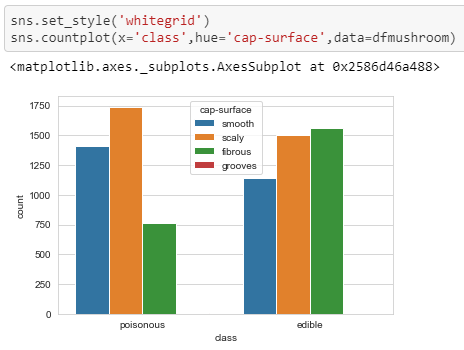 sns.set_style('whitegrid')
sns.countplot(x='class',hue='cap-surface',data=dfmushroom)
<matplotlib.axes._subplots.AxesSubplot at 0x2586d46a488>
cap-surface
smooth
scaly
fibrous
grooves
1750
1500
1250
1000
750
500
250
0
count
poisonous
edible
class